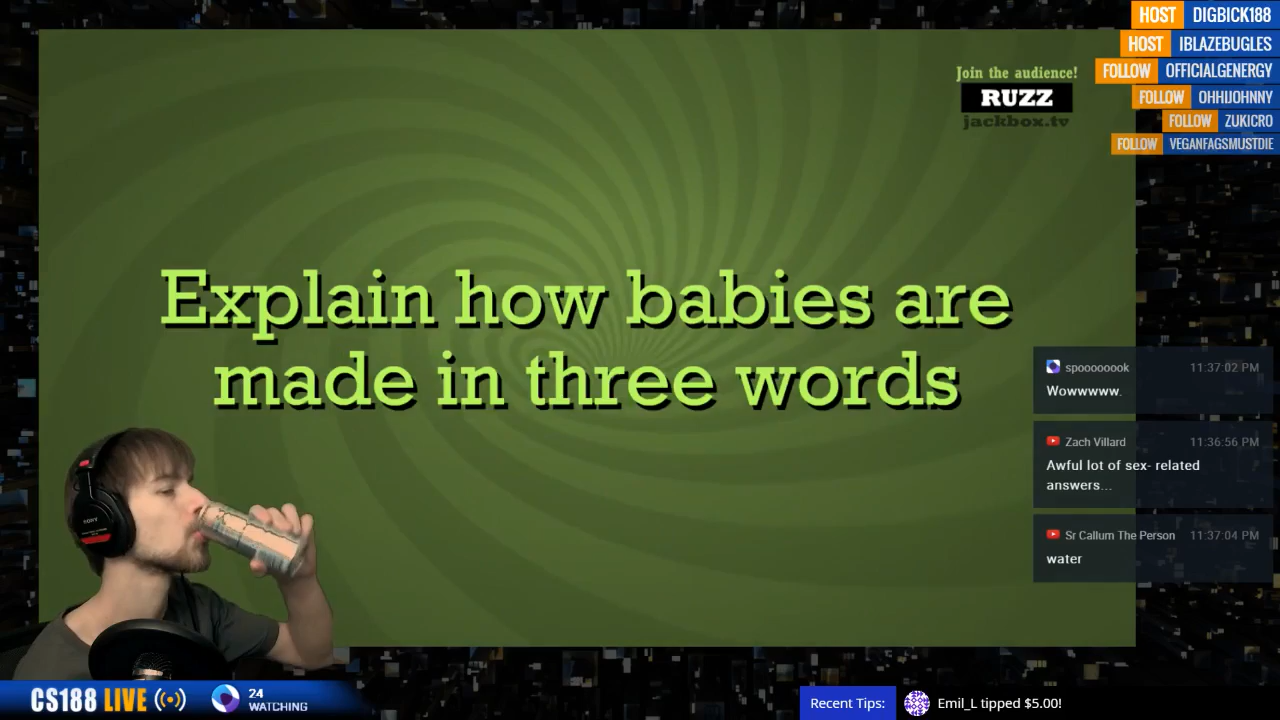 HOST DIGBICK188
HOST IBLAZEBUGLES
FOLLOW OFFICIALGENERGY
FOLLOW OHHIJOHNNY
FOLLOW ZUKICRO
FOLLOW VEGANFAGSMUSTDIE
Join the audience!
RUZZ
jackbox.tv
Explain how babies are
made in three words
spoooooook 11:37:02 PM
Wowwwww.
Zach Villard 11:36:56 PM
Awful lot of sex- related
answers...
Sr Callum The Person 11:37:04 PM
water
SONY
CS188 LIVE
24
WATCHING
Recent Tips: Emil_L tipped $5.00!